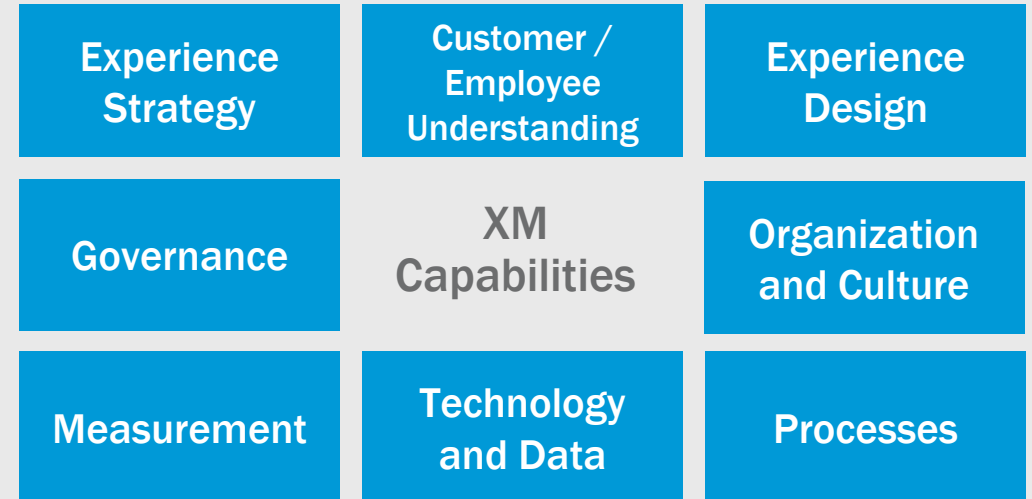 Experience
Strategy
Customer /
Employee
Understanding
Experience
Design
Governance
XM
Capabilities
Organization
and Culture
Measurement
Technology
and Data
Processes